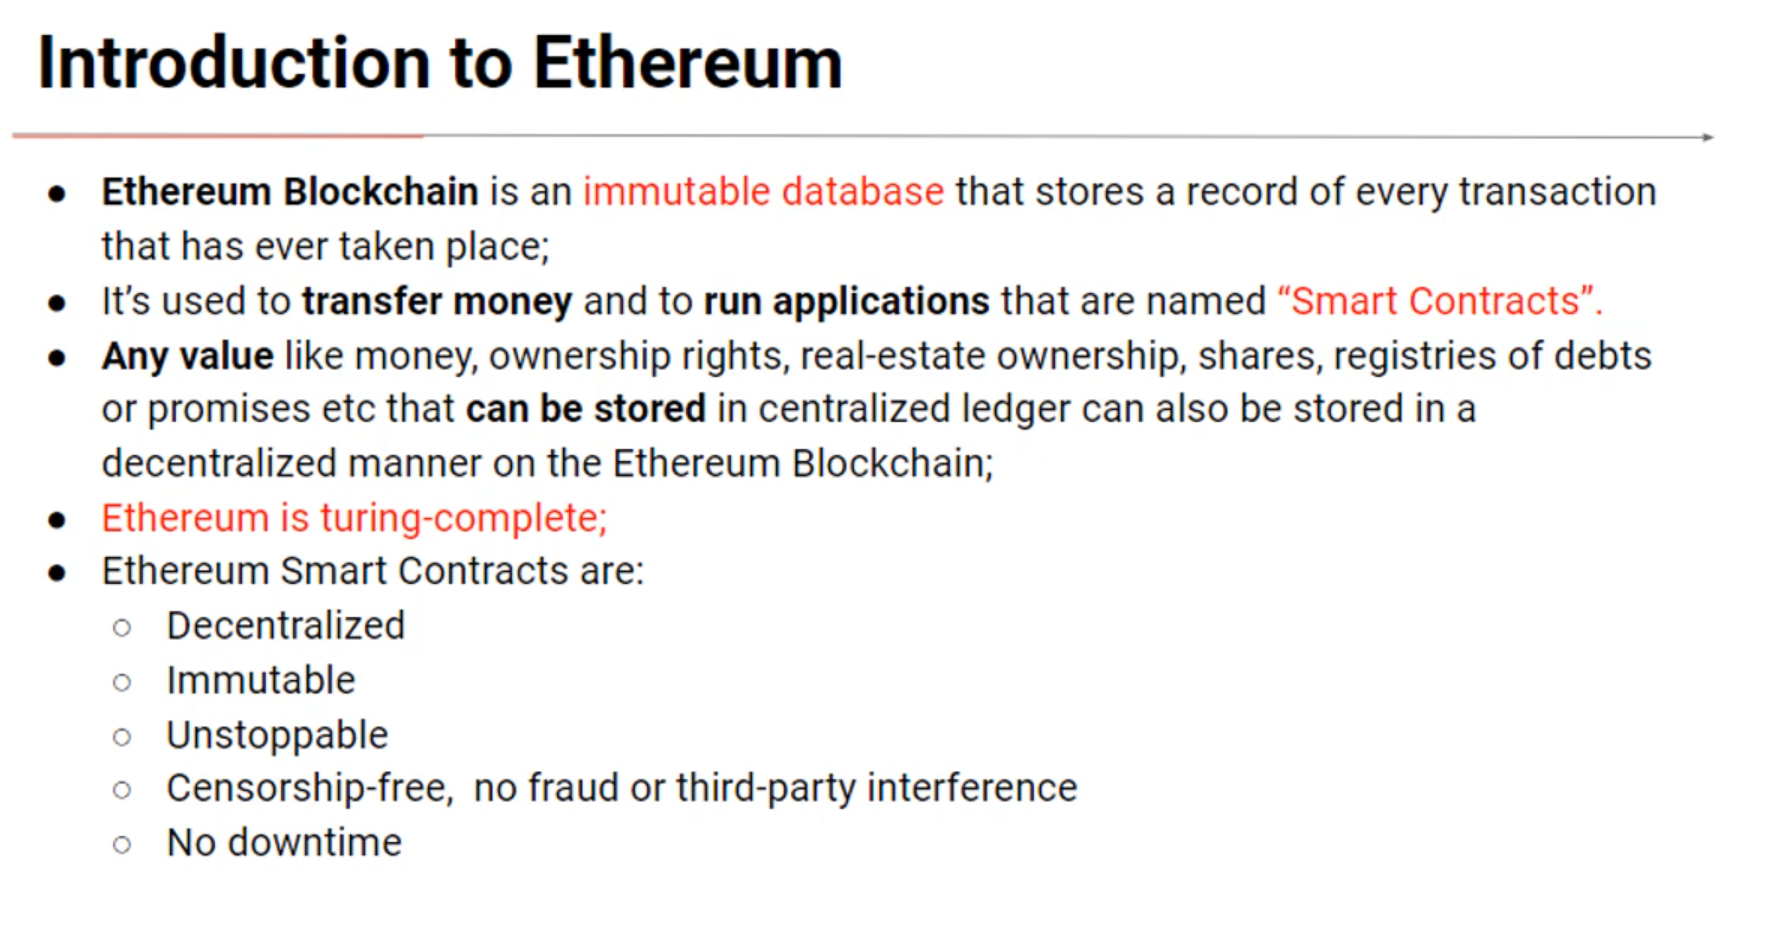 Introduction to Ethereum
● Ethereum Blockchain is an immutable database that stores a record of every transaction
that has ever taken place;
● It’s used to transfer money and to run applications that are named “Smart Contracts”.
● Any value like money, ownership rights, real-estate ownership, shares, registries of debts
or promises etc that can be stored in centralized ledger can also be stored in a
decentralized manner on the Ethereum Blockchain;
● Ethereum is turing-complete;
● Ethereum Smart Contracts are:
○ Decentralized
○ Immutable
○ Unstoppable
○ Censorship-free, no fraud or third-party interference
○ No downtime